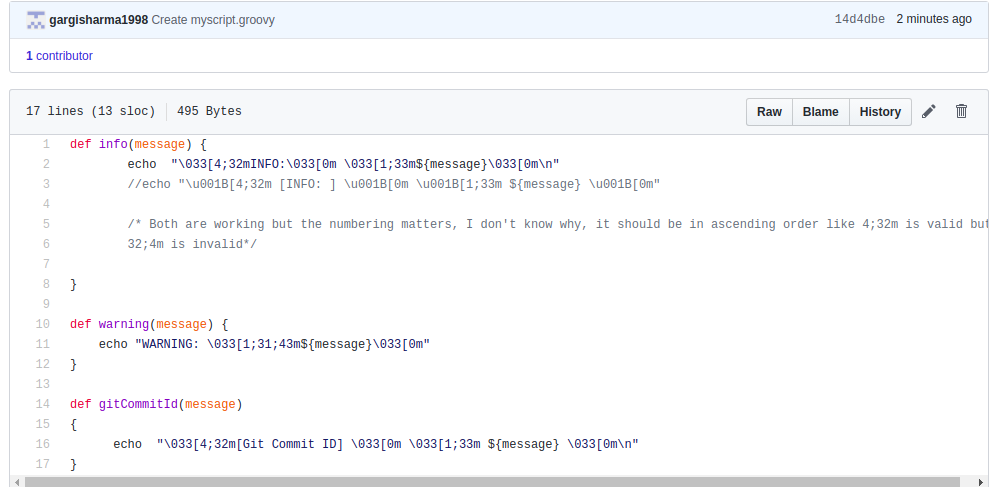 gargisharma1998 Create myscript.groovy 14d4dbe 2 minutes ago
1 contributor
17 lines (13 sloc) 495 Bytes Raw Blame History
1 def info(message) {
2 echo  "\033[4;32mINFO:\033[0m \033[1;33m${message}\033[0m\n"
3 //echo "\u001B[4;32m [INFO: ] \u001B[0m \u001B[1;33m ${message} \u001B[0m"
4
5 /* Both are working but the numbering matters, I don't know why, it should be in ascending order like 4;32m is valid but
6 32;4m is invalid*/
7
8 }
9
10 def warning(message) {
11 echo "WARNING: \033[1;31;43m${message}\033[0m"
12 }
13
14 def gitCommitId(message)
15 {
16 echo  "\033[4;32m[Git Commit ID] \033[0m \033[1;33m ${message} \033[0m\n"
17 }